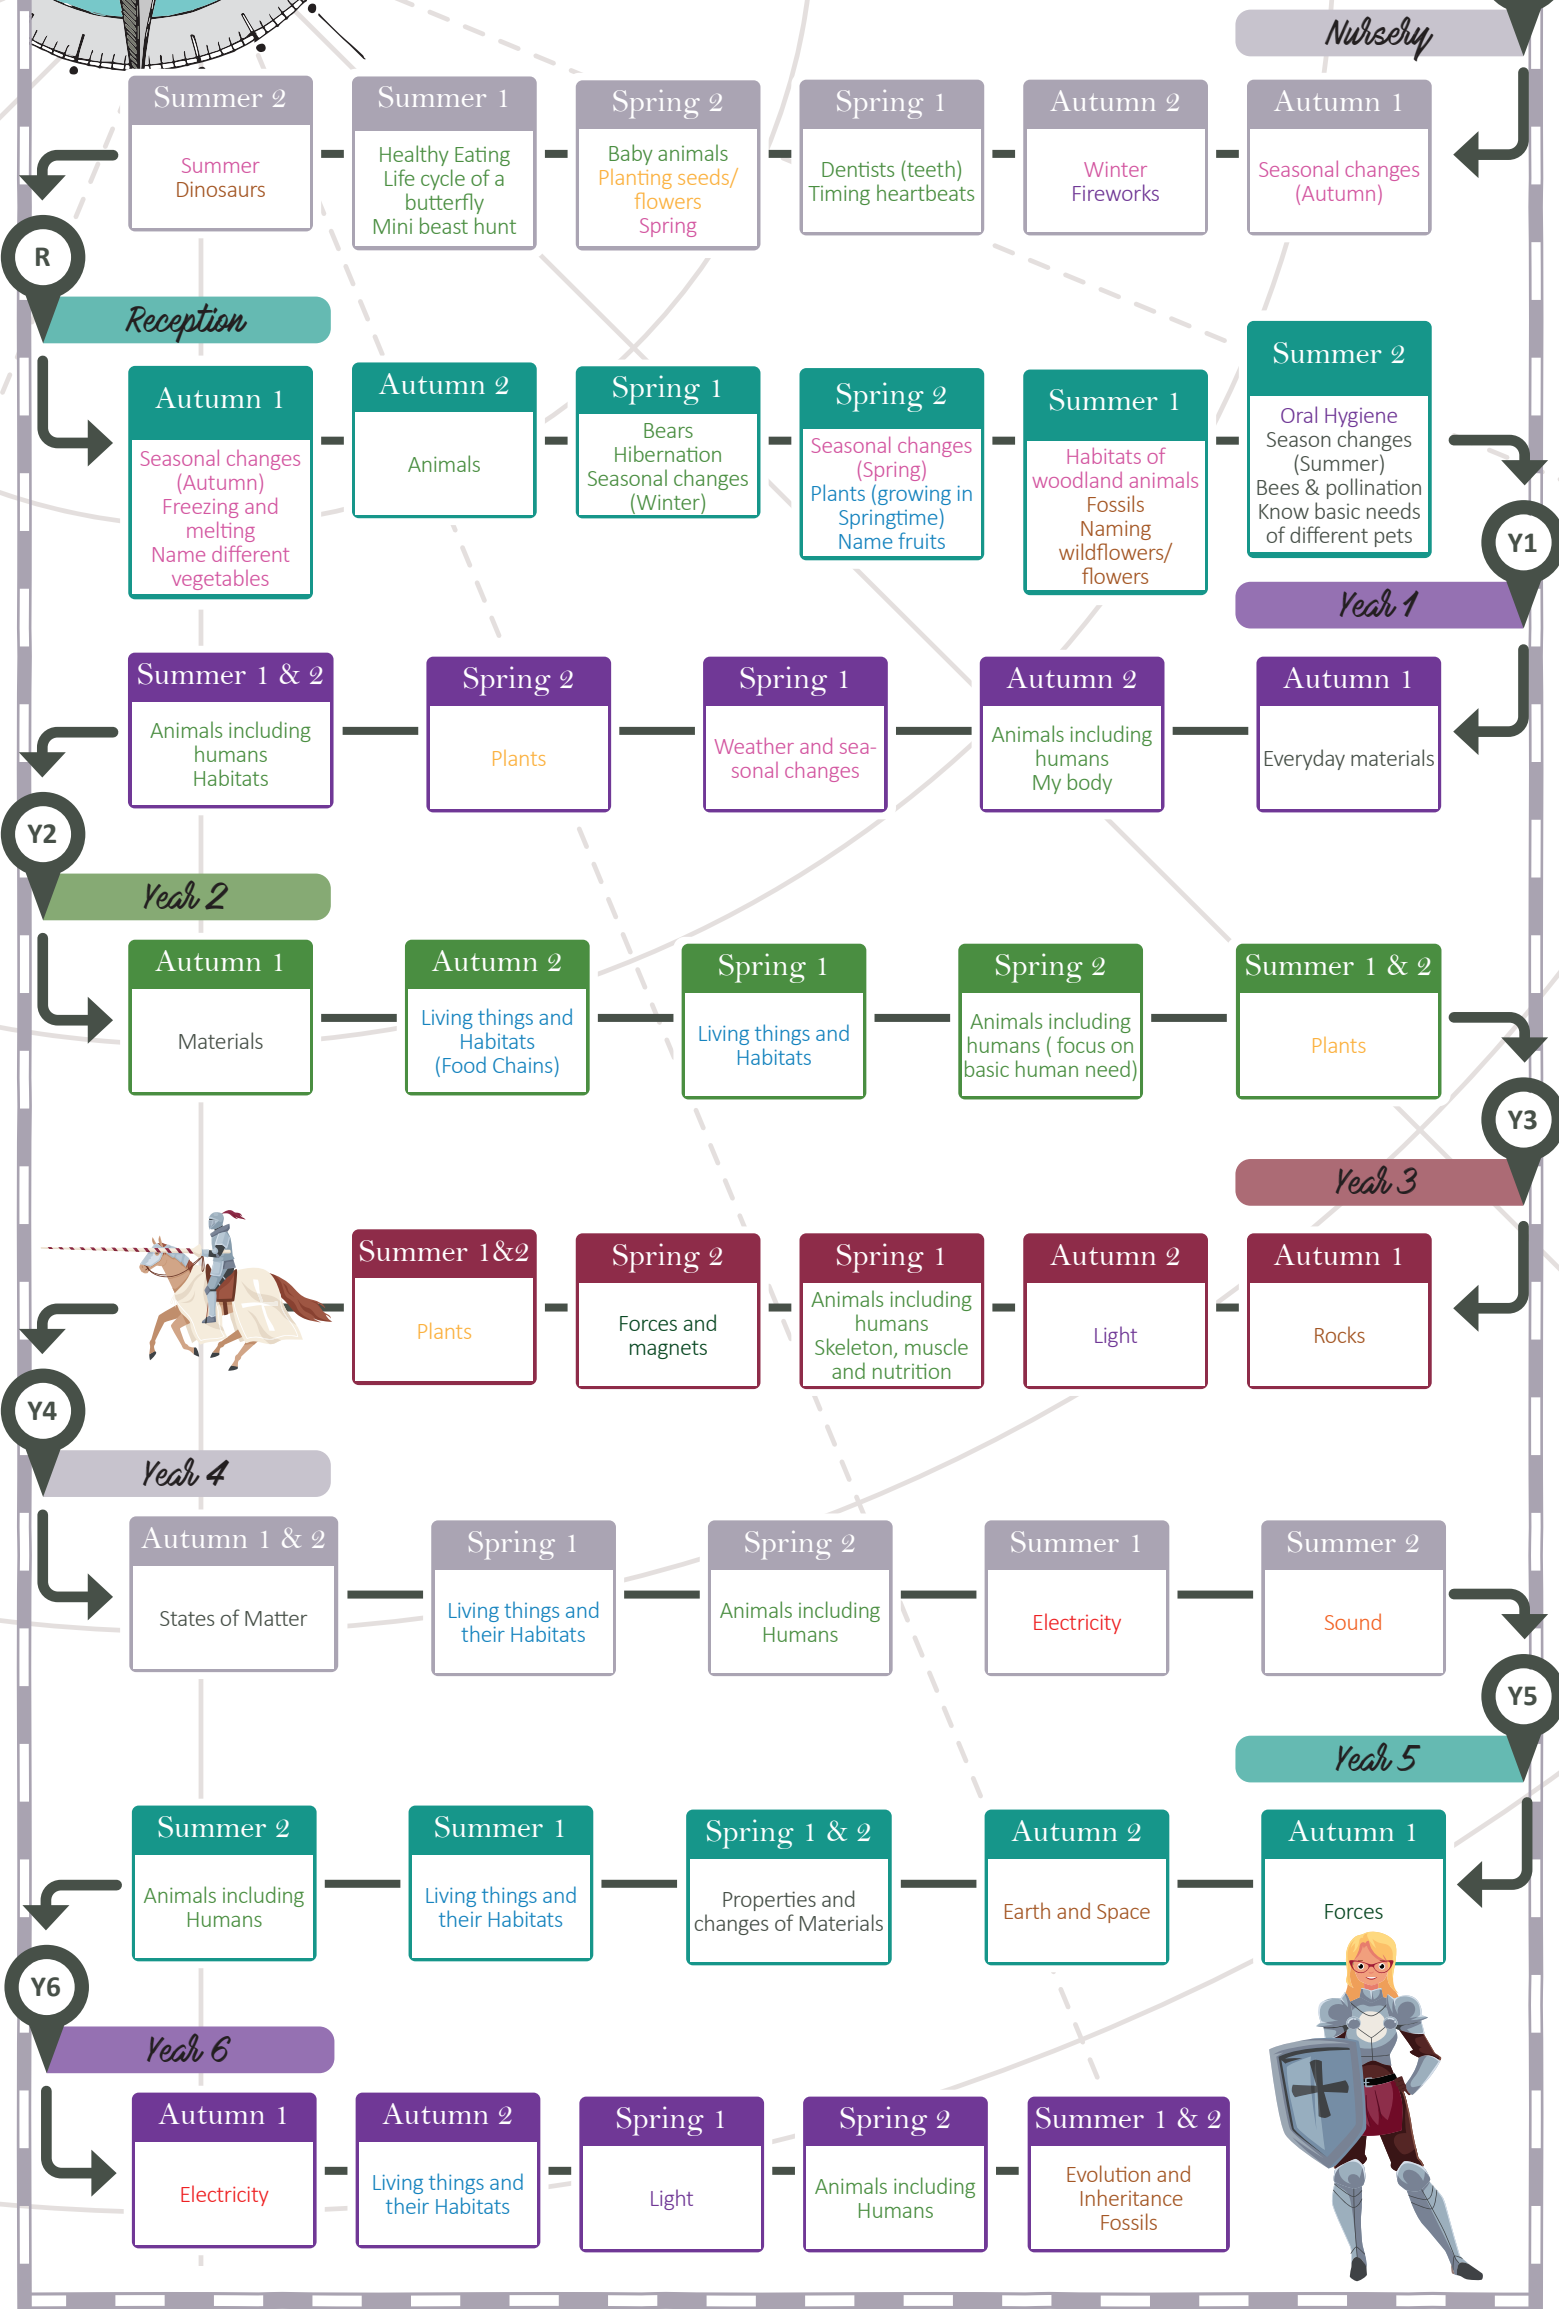 Nursery
Autumn 1
Seasonal changes
(Autumn)
Autumn 2
Winter
Fireworks
Spring 1
Dentists (teeth)
Timing heartbeats
Spring 2
Baby animals
Planting seeds/
flowers
Spring
Summer 1
Healthy Eating
Life cycle of a
butterfly
Mini beast hunt
Summer 2
Summer
Dinosaurs
R
Reception
Autumn 1
Seasonal changes
(Autumn)
Freezing and
melting
Name different
vegetables
Autumn 2
Animals
Spring 1
Bears
Hibernation
Seasonal changes
(Winter)
Spring 2
Seasonal changes
(Spring)
Plants (growing in
Springtime)
Name fruits
Summer 1
Habitats of
woodland animals
Fossils
Naming
wildflowers/
flowers
Summer 2
Oral Hygiene
Season changes
(Summer)
Bees & pollination
Know basic needs
of different pets
Y1
Year 1
Autumn 1
Everyday materials
Autumn 2
Animals including
humans
My body
Spring 1
Weather and sea-
sonal changes
Spring 2
Plants
Summer 1 & 2
Animals including
humans
Habitats
Y2
Year 2
Autumn 1
Materials
Autumn 2
Living things and
Habitats
(Food Chains)
Spring 1
Living things and
Habitats
Spring 2
Animals including
humans ( focus on
basic human need)
Summer 1 & 2
Plants
Y3
Year 3
Autumn 1
Rocks
Autumn 2
Light
Spring 1
Animals including
humans
Skeleton, muscle
and nutrition
Spring 2
Forces and
magnets
Summer 1&2
Plants
Y4
Year 4
Autumn 1 & 2
States of Matter
Spring 1
Living things and
their Habitats
Spring 2
Animals including
Humans
Summer 1
Electricity
Summer 2
Sound
Y5
Year 5
Autumn 1
Forces
Autumn 2
Earth and Space
Spring 1 & 2
Properties and
changes of Materials
Summer 1
Living things and
their Habitats
Summer 2
Animals including
Humans
Y6
Year 6
Autumn 1
Electricity
Autumn 2
Living things and
their Habitats
Spring 1
Light
Spring 2
Animals including
Humans
Summer 1 & 2
Evolution and
Inheritance
Fossils